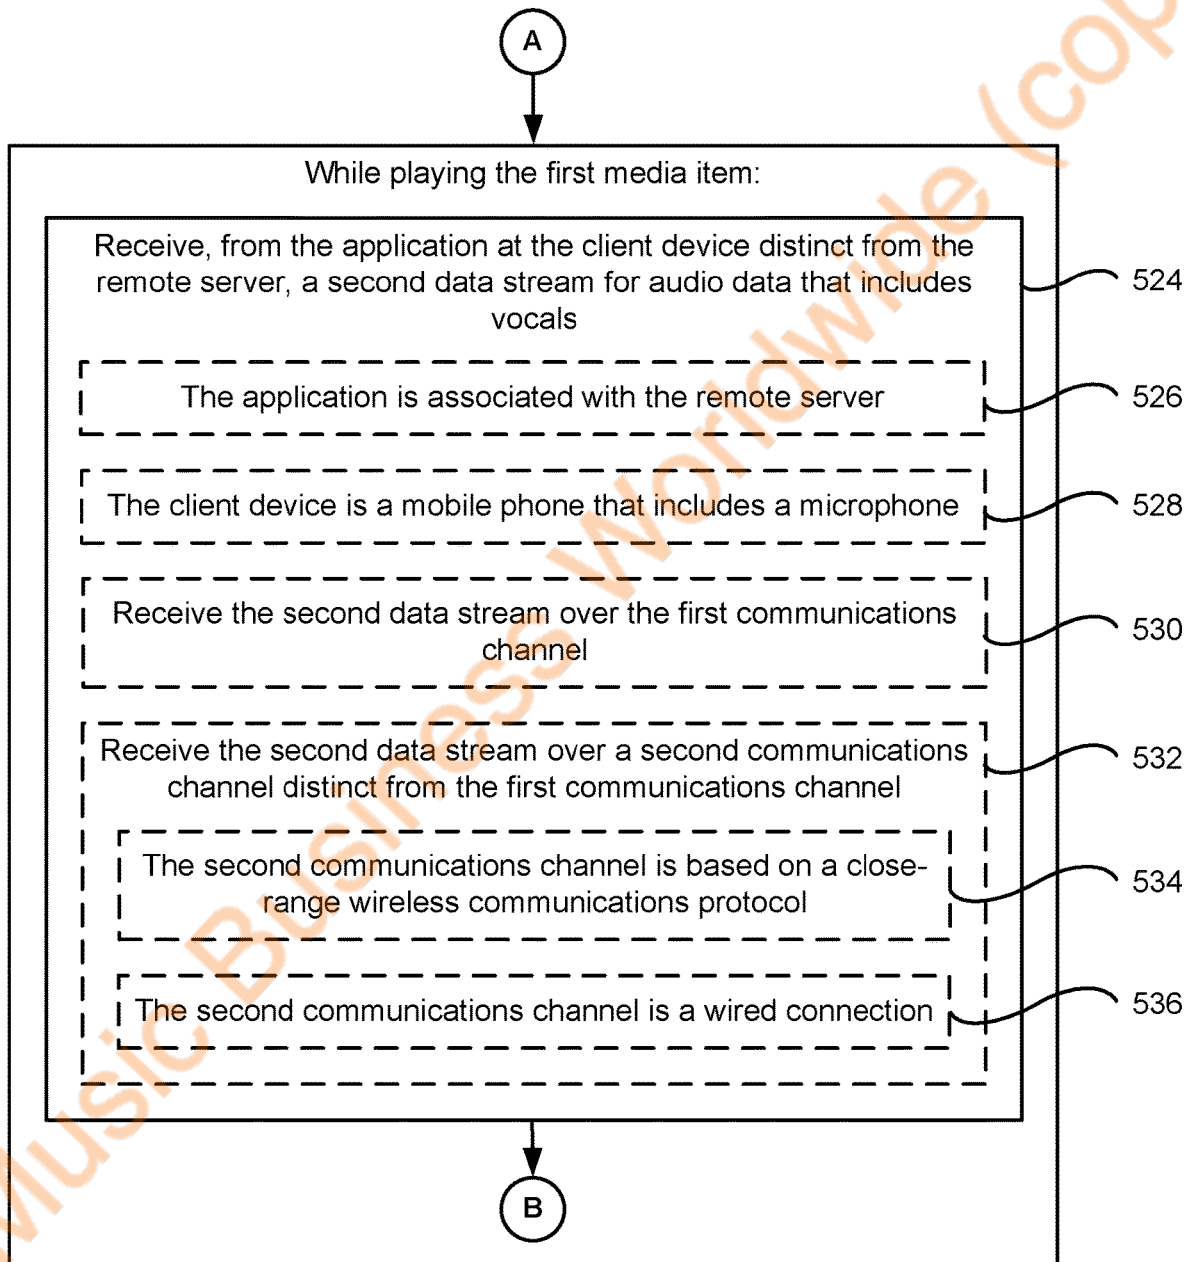 A
While playing the first media item:
Receive, from the application at the client device distinct from the
remote server, a second data stream for audio data that includes
vocals
524
The application is associated with the remote server
526
The client device is a mobile phone that includes a microphone
528
Receive the second data stream over the first communications
channel
530
Receive the second data stream over a second communications
channel distinct from the first communications channel
532
The second communications channel is based on a close-
range wireless communications protocol
534
The second communications channel is a wired connection
536
B
Music Business Worldwide (cop